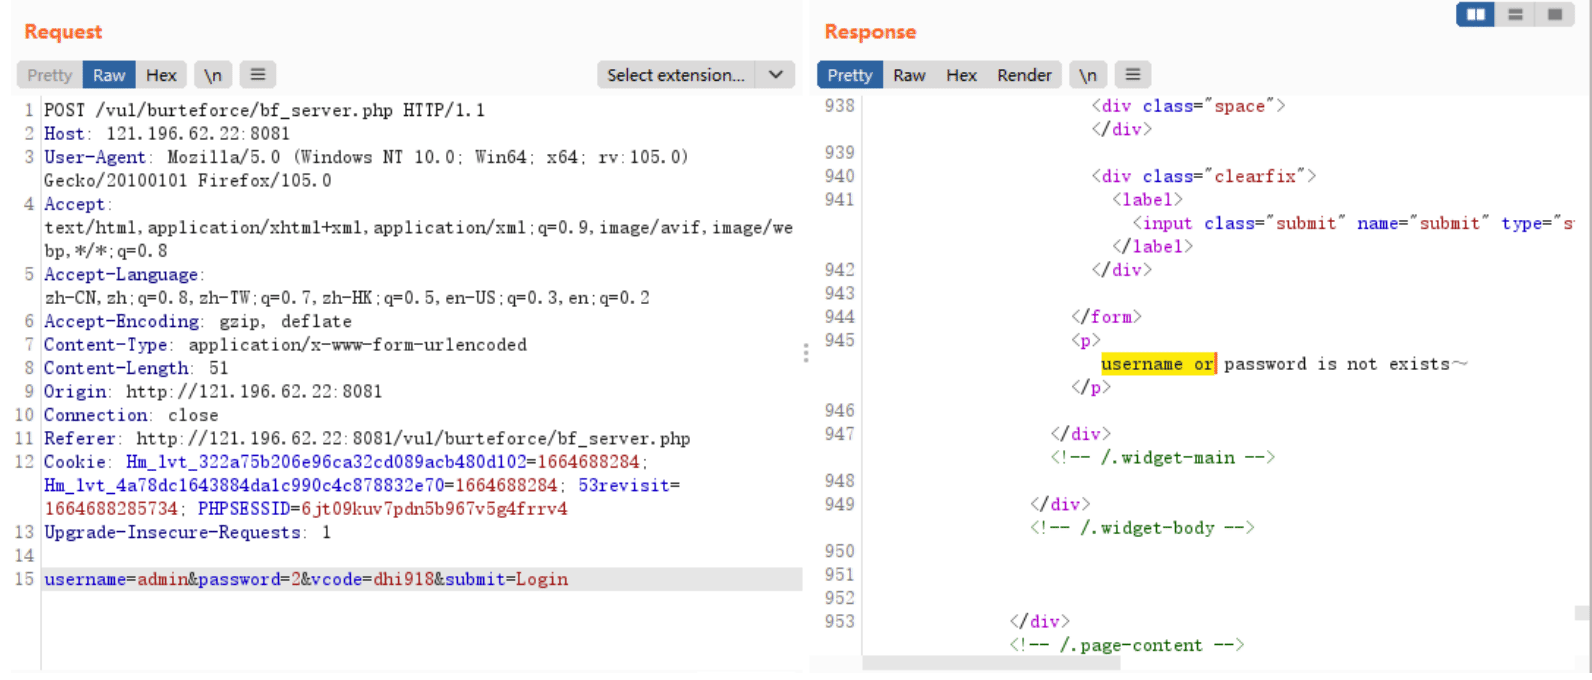 Request
Pretty Raw Hex \n
Select extension...
1 POST /vul/burteforce/bf_server.php HTTP/1.1
2 Host: 121.196.62.22:8081
3 User-Agent: Mozilla/5.0 (Windows NT 10.0; Win64; x64; rv:105.0)
Gecko/20100101 Firefox/105.0
4 Accept:
text/html,application/xhtml+xml,application/xml;q=0.9,image/avif,image/we
bp,*/*;q=0.8
5 Accept-Language:
zh-CN,zh;q=0.8,zh-TW;q=0.7,zh-HK;q=0.5,en-US;q=0.3,en;q=0.2
6 Accept-Encoding: gzip, deflate
7 Content-Type: application/x-www-form-urlencoded
8 Content-Length: 51
9 Origin: http://121.196.62.22:8081
10 Connection: close
11 Referer: http://121.196.62.22:8081/vul/burteforce/bf_server.php
12 Cookie: Hm_lvt_322a75b206e96ca32cd089acb480d102=1664688284;
Hm_lvt_4a78dc1643884da1c990c4c878832e70=1664688284; 53revisit=
1664688285734; PHPSESSID=6jt09kuv7pdn5b967v5g4frrv4
13 Upgrade-Insecure-Requests: 1
14
15 username=admin&password=2&vcode=dhi918&submit=Login
Response
Pretty Raw Hex Render \n
938 <div class="space">
</div>
939
940 <div class="clearfix">
941 <label>
<input class="submit" name="submit" type="s
</label>
942 </div>
943
944 </form>
945 <p>
username or password is not exists~
</p>
946
947 </div>
<!-- /.widget-main -->
948
949 </div>
<!-- /.widget-body -->
950
951
952
953 </div>
<!-- /.page-content -->